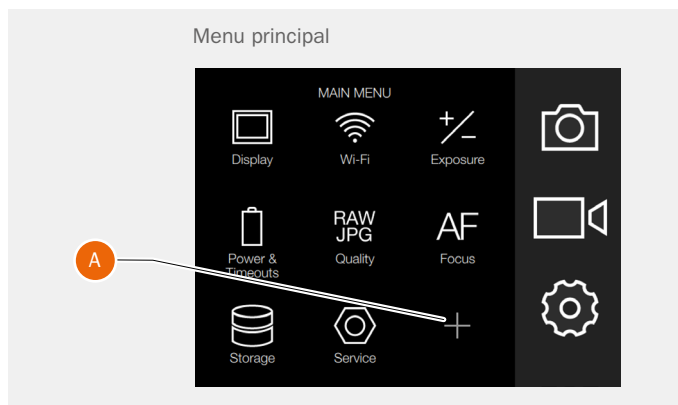 Menu principal
MAIN MENU
Display
Wi-Fi
Exposure
RAW
JPG
AF
Power &
Timeouts
Quality
Focus
A
Storage
Service